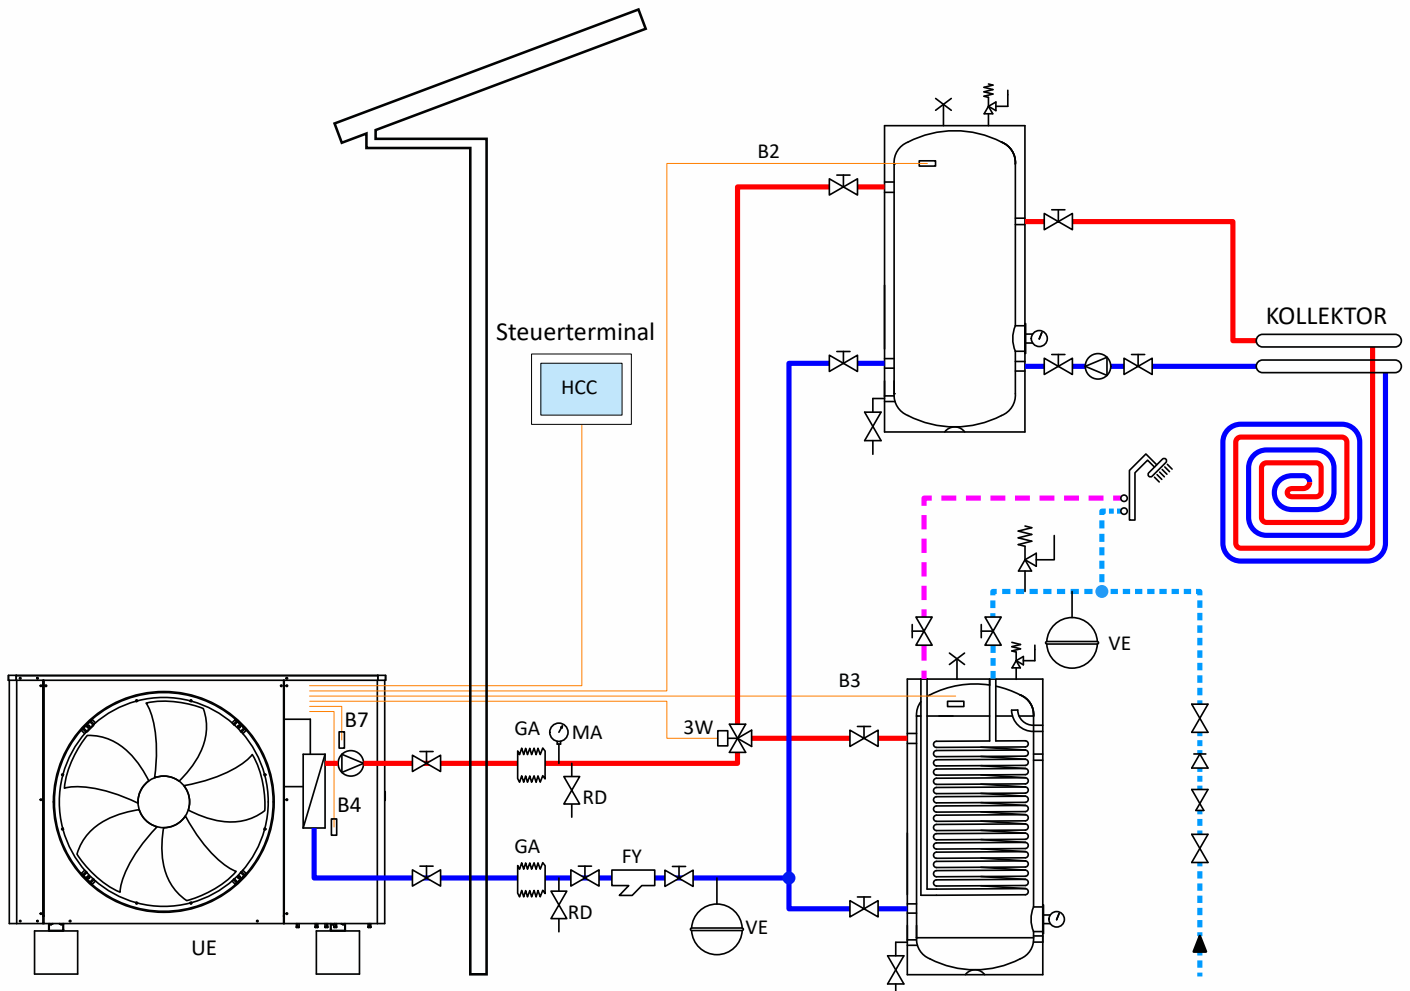 B2
KOLLEKTOR
Steuerterminal
HCC
VE
B3
B7
GA
MA
3W
RD
B4
GA
FY
RD
VE
UE